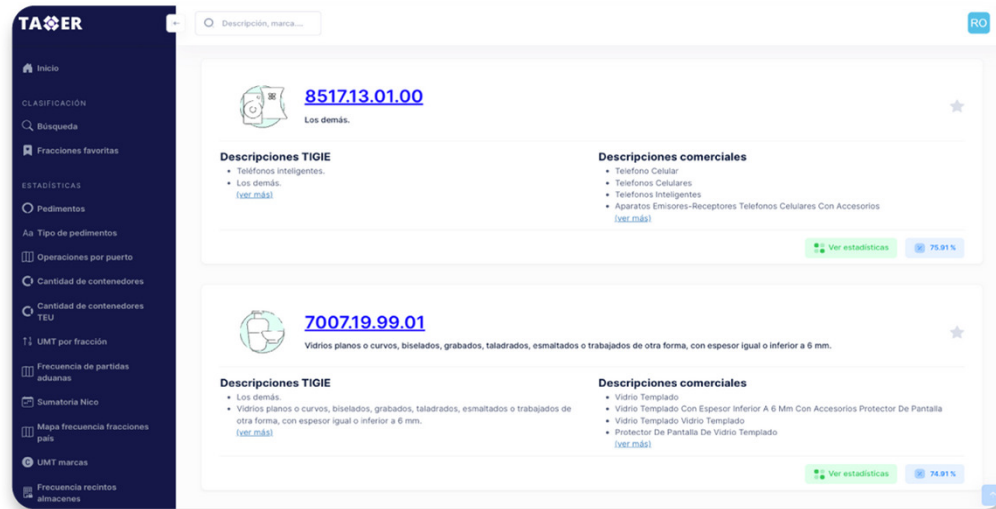 TAXER
Inicio
CLASIFICACIÓN
Búsqueda
Fracciones favoritas
ESTADÍSTICAS
Pedimentos
Aa Tipo de pedimentos
Operaciones por puerto
Cantidad de contenedores
Cantidad de contenedores
TEU
UMT por fracción
Frecuencia de partidas
aduanas
Sumatoria Nico
Mapa frecuencia fracciones
país
UMT marcas
Frecuencia recintos
almacenes
Descripción, marca....
RO
8517.13.01.00
Los demás.
Descripciones TIGIE
Teléfonos inteligentes.
Los demás.
(ver más)
Descripciones comerciales
Telefono Celular
Telefonos Celulares
Telefonos Inteligentes
Aparatos Emisores-Receptores Telefonos Celulares Con Accesorios
(ver más)
Ver estadísticas
75.91 %
7007.19.99.01
Vidrios planos o curvos, biselados, grabados, taladrados, esmaltados o trabajados de otra forma, con espesor igual o inferior a 6 mm.
Descripciones TIGIE
Los demás.
Vidrios planos o curvos, biselados, grabados, taladrados, esmaltados o trabajados de
otra forma, con espesor igual o inferior a 6 mm.
(ver más)
Descripciones comerciales
Vidrio Templado
Vidrio Templado Con Espesor Inferior A 6 Mm Con Accesorios Protector De Pantalla
Vidrio Templado Vidrio Templado
Protector De Pantalla De Vidrio Templado
(ver más)
Ver estadísticas
74.91 %